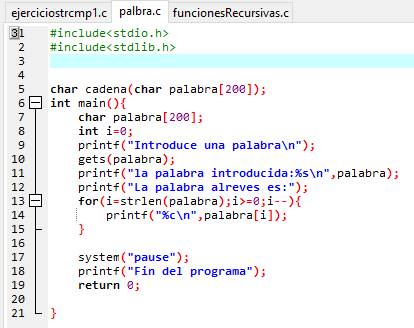 ejerciciostrcmp1.c palbra.c funcionesRecursivas.c
31 #include<stdio.h>
2 #include<stdlib.h>
3
4
5 char cadena(char palabra[200]);
6 int main(){
7 char palabra[200];
8 int i=0;
9 printf("Introduce una palabra\n");
10 gets(palabra);
11 printf("la palabra introducida:%s\n",palabra);
12 printf("La palabra alreves es:");
13 for(i=strlen(palabra);i>=0;i--){
14 printf("%c\n",palabra[i]);
15 }
16
17 system("pause");
18 printf("Fin del programa");
19 return 0;
20
21 }